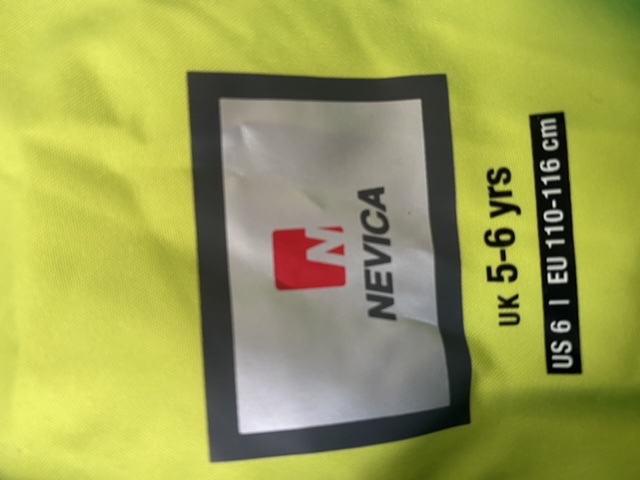 N
NEVICA
UK 5-6 yrs
US 6 | EU 110-116 cm